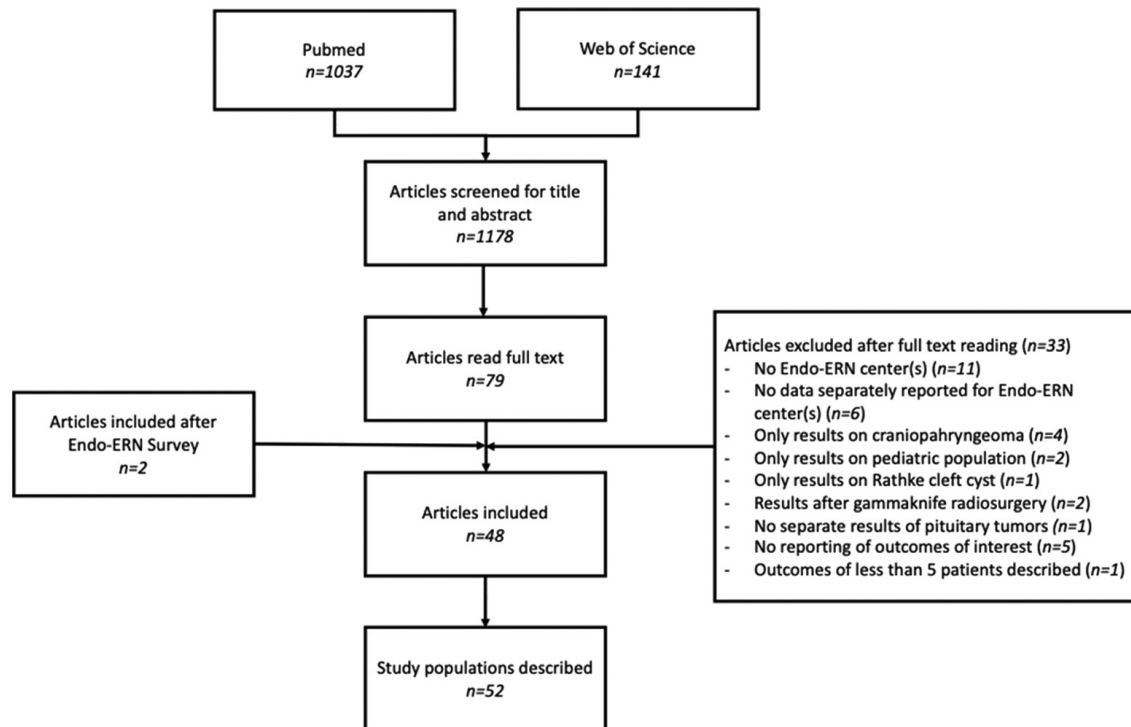 Pubmed
n=1037
Web of Science
n=141
Articles screened for title
and abstract
n=1178
Articles read full text
n=79
Articles included after
Endo-ERN Survey
n=2
Articles excluded after full text reading (n=33)
- No Endo-ERN center(s) (n=11)
- No data separately reported for Endo-ERN
center(s) (n=6)
- Only results on craniopahryngeoma (n=4)
- Only results on pediatric population (n=2)
- Only results on Rathke cleft cyst (n=1)
- Results after gammaknife radiosurgery (n=2)
- No separate results of pituitary tumors (n=1)
- No reporting of outcomes of interest (n=5)
- Outcomes of less than 5 patients described (n=1)
Articles included
n=48
Study populations described
n=52